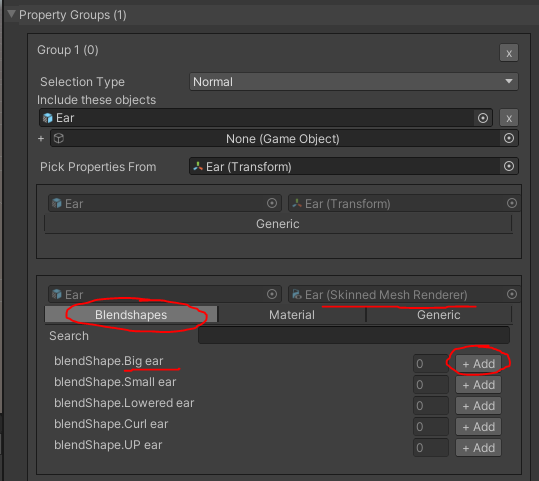 Property Groups (1)
Group 1 (0)
x
Selection Type
Normal
Include these objects
Ear
x
+
None (Game Object)
Pick Properties From
Ear (Transform)
Ear
Ear (Transform)
Generic
Ear
Ear (Skinned Mesh Renderer)
Blendshapes
Material
Generic
Search
blendShape.Big ear
0
+ Add
blendShape.Small ear
0
+ Add
blendShape.Lowered ear
0
+ Add
blendShape.Curl ear
0
+ Add
blendShape.UP ear
0
+ Add